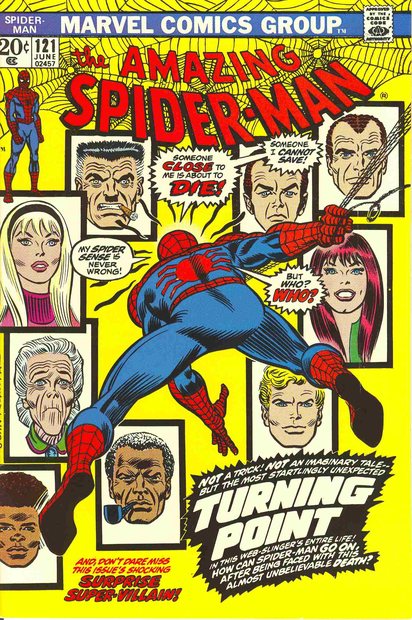 SPIDER-
MAN
MARVEL COMICS GROUP
TM
APPROVED
BY THE
COMICS
CODE
AUTHORITY
20¢
121
JUNE
02457
CC
the AMAZING
SPIDER-MAN
®
SOMEONE
CLOSE TO
ME IS ABOUT TO
DIE!
SOMEONE
I CANNOT
SAVE!
MY SPIDER
SENSE IS
NEVER
WRONG!
BUT
WHO?
WHO?
NOT A TRICK! NOT AN IMAGINARY TALE--
BUT THE MOST STARTLINGLY UNEXPECTED
TURNING
POINT
IN THIS WEB-SLINGER'S ENTIRE LIFE!
HOW CAN SPIDER-MAN GO ON,
AFTER BEING FACED WITH THIS
ALMOST UNBELIEVABLE DEATH?
AND, DON'T DARE MISS
THIS ISSUE'S SHOCKING
SURPRISE
SUPER-VILLAIN!